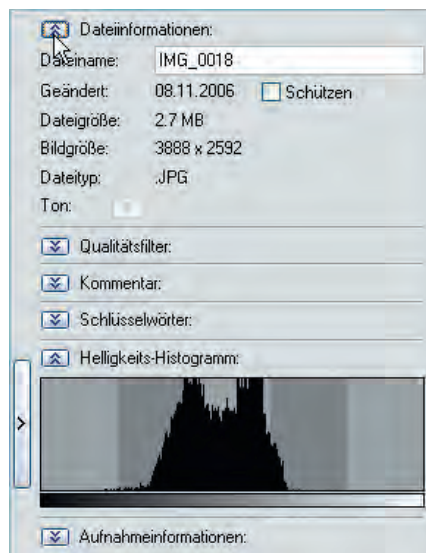 Dateiinformationen:
Dateiname: IMG_0018
Geändert: 08.11.2006 Schützen
Dateigröße: 2.7 MB
Bildgröße: 3888 x 2592
Dateityp: .JPG
Ton:
Qualitätsfilter:
Kommentar:
Schlüsselwörter:
Helligkeits-Histogramm:
Aufnahmeinformationen: